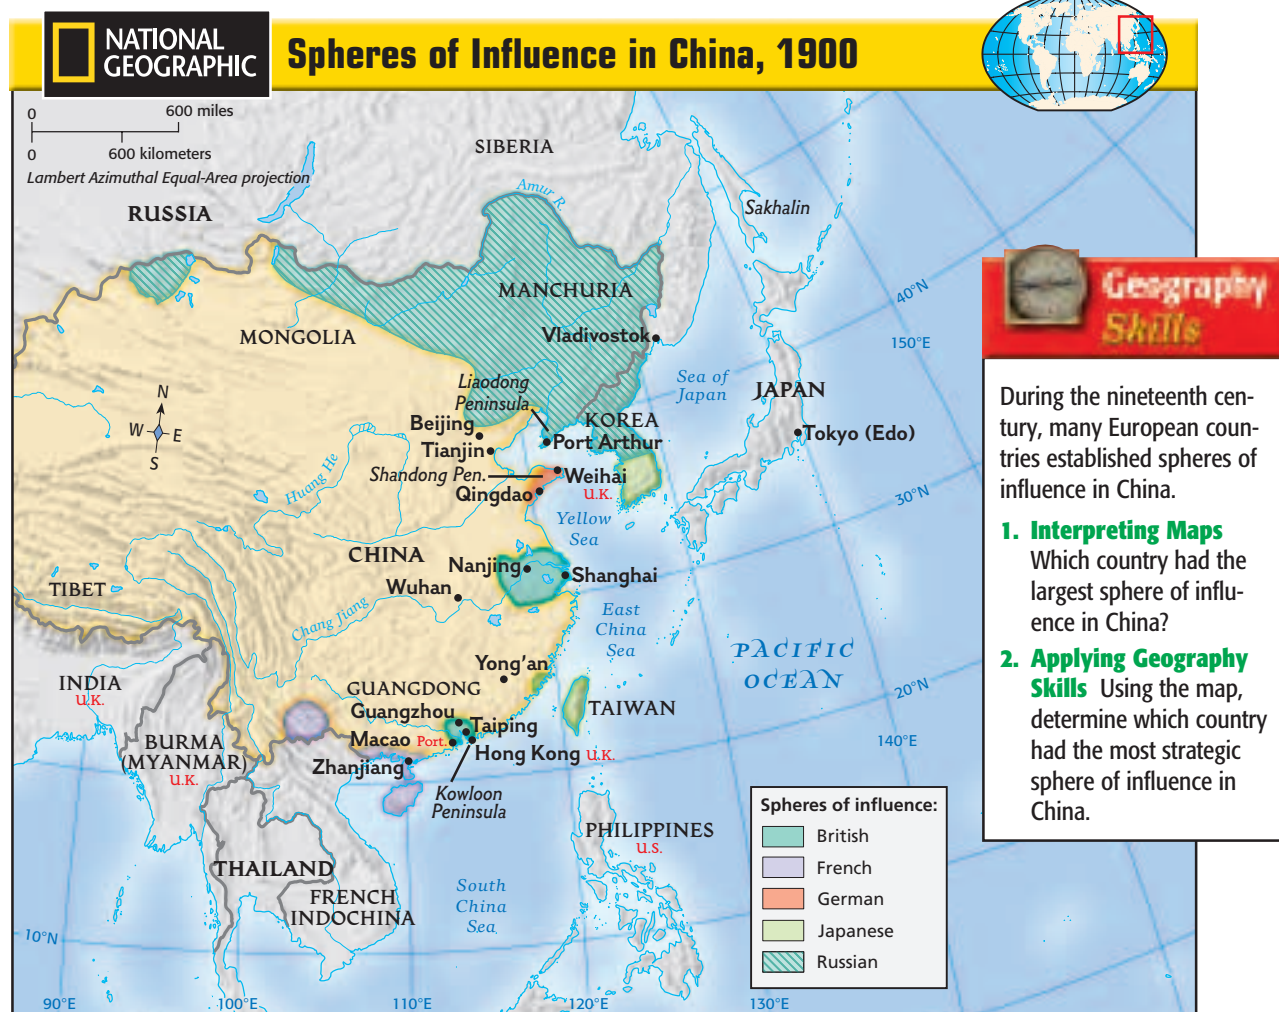 NATIONAL
GEOGRAPHIC
Spheres of Influence in China, 1900
0 600 miles
0 600 kilometers
Lambert Azimuthal Equal-Area projection
SIBERIA
Amur R.
RUSSIA
Sakhalin
MANCHURIA
40°N
MONGOLIA
Vladivostok
150°E
Liaodong
Peninsula
Sea of
Japan
JAPAN
N
W E
S
Beijing
KOREA
Tianjin
Port Arthur
Tokyo (Edo)
Shandong Pen.
Weihai
U.K.
Qingdao
Huang He
30°N
Yellow
Sea
CHINA
Nanjing
Shanghai
TIBET
Wuhan
Chang Jiang
East
China
Sea
PACIFIC
OCEAN
Yong'an
INDIA
U.K.
GUANGDONG
20°N
Guangzhou
Taiping
TAIWAN
BURMA
(MYANMAR)
U.K.
Macao Port.
Hong Kong U.K.
140°E
Zhanjiang
Kowloon
Peninsula
PHILIPPINES
U.S.
THAILAND
FRENCH
INDOCHINA
South
China
Sea
10°N
90°E
100°E
110°E
120°E
130°E
Spheres of influence:
British
French
German
Japanese
Russian
Geography
Skills
During the nineteenth cen-
tury, many European coun-
tries established spheres of
influence in China.
1. Interpreting Maps
Which country had the
largest sphere of influ-
ence in China?
2. Applying Geography
Skills Using the map,
determine which country
had the most strategic
sphere of influence in
China.